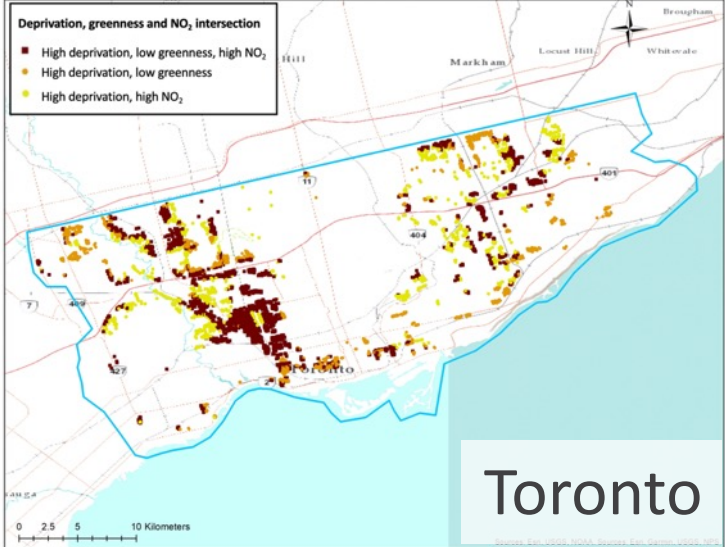 Deprivation, greenness and NO₂ intersection
High deprivation, low greenness, high NO₂
High deprivation, low greenness
High deprivation, high NO₂
N
Brougham
Hill
Markham
Locust Hill
Whitevale
11
401
404
7
409
427
2
Toronto
0 2.5 5 10 Kilometers
Toronto